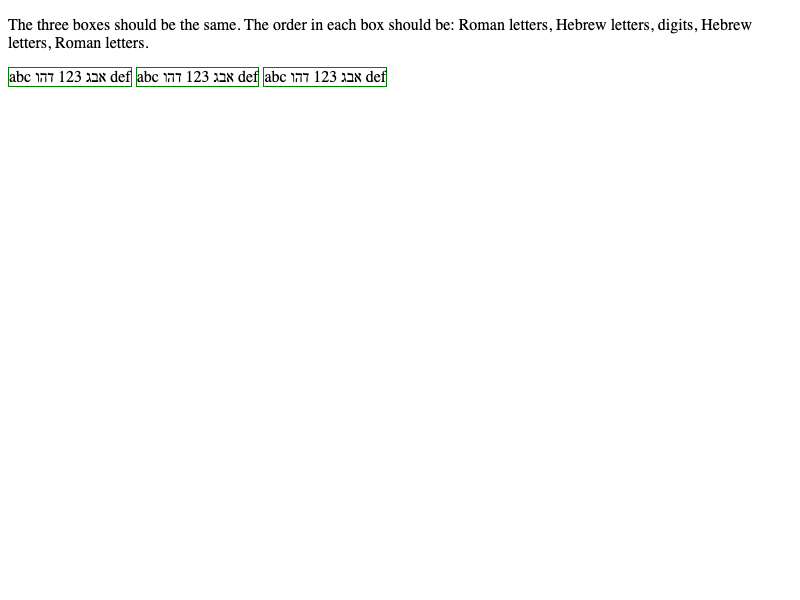 The three boxes should be the same. The order in each box should be: Roman letters, Hebrew letters, digits, Hebrew
letters, Roman letters.
abc אבג 123 דהו def abc אבג 123 דהו def abc אבג 123 דהו def